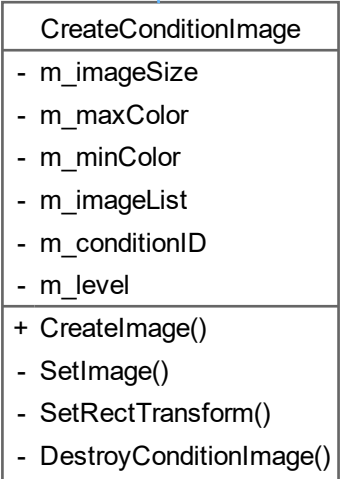 CreateConditionImage
- m_imageSize
- m_maxColor
- m_minColor
- m_imageList
- m_conditionID
- m_level
+ CreateImage()
- SetImage()
- SetRectTransform()
- DestroyConditionImage()